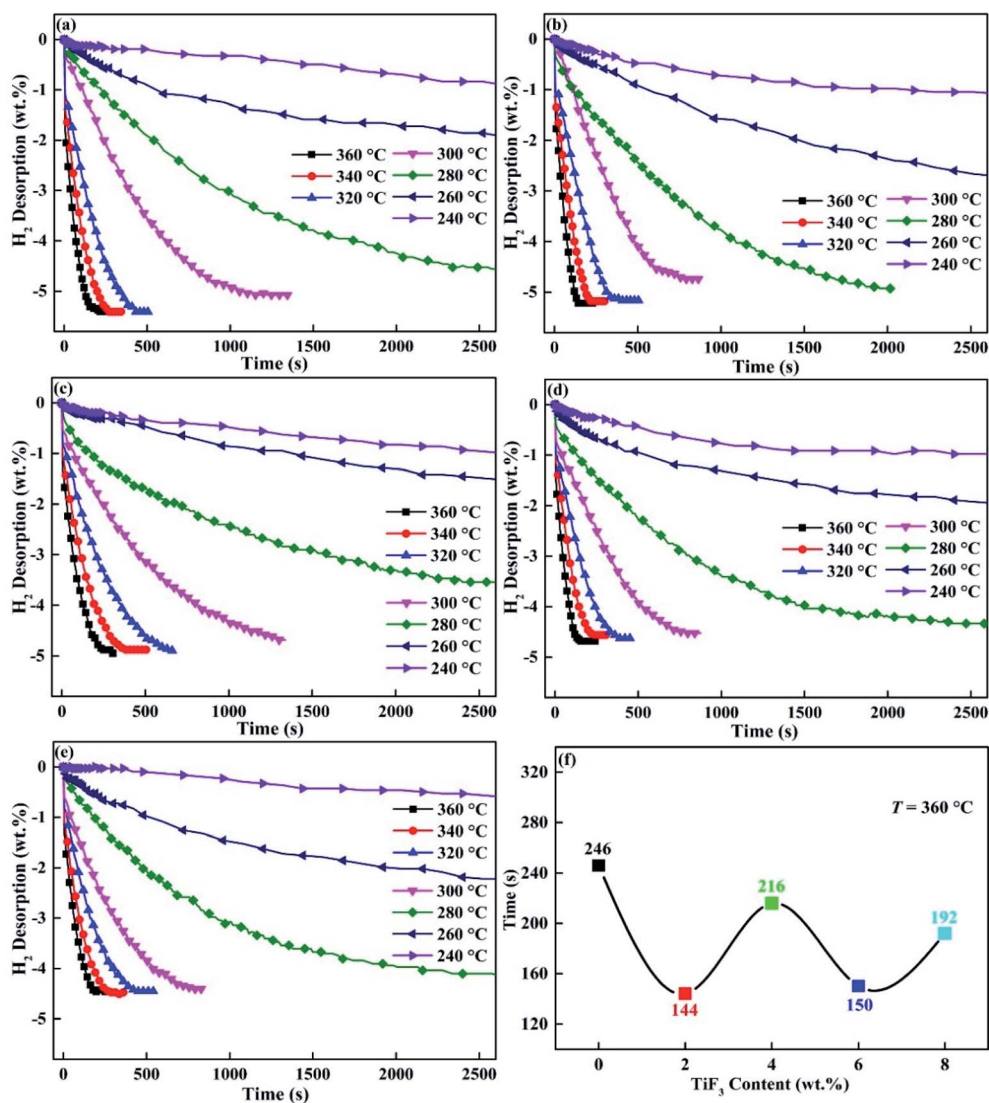 (a)
0
-1
-2
-3
-4
-5
H2 Desorption (wt.%)
360 °C 300 °C
340 °C 280 °C
320 °C 260 °C
240 °C
0 500 1000 1500 2000 2500
Time (s)
(b)
0
-1
-2
-3
-4
-5
H2 Desorption (wt.%)
360 °C 300 °C
340 °C 280 °C
320 °C 260 °C
240 °C
0 500 1000 1500 2000 2500
Time (s)
(c)
0
-1
-2
-3
-4
-5
H2 Desorption (wt.%)
360 °C
340 °C
320 °C
300 °C
280 °C
260 °C
240 °C
0 500 1000 1500 2000 2500
Time (s)
(d)
0
-1
-2
-3
-4
-5
H2 Desorption (wt.%)
360 °C 300 °C
340 °C 280 °C
320 °C 260 °C
240 °C
0 500 1000 1500 2000 2500
Time (s)
(e)
0
-1
-2
-3
-4
-5
H2 Desorption (wt.%)
360 °C
340 °C
320 °C
300 °C
280 °C
260 °C
240 °C
0 500 1000 1500 2000 2500
Time (s)
(f)
320
280
240
200
160
120
Time (s)
T = 360 °C
246
144
216
150
192
0 2 4 6 8
TiF3 Content (wt.%)